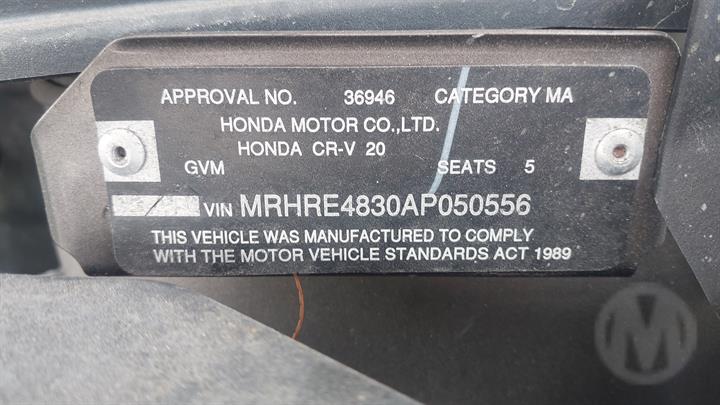 APPROVAL NO. 36946 CATEGORY MA
HONDA MOTOR CO.,LTD.
HONDA CR-V 20
GVM SEATS 5
VIN MRHRE4830AP050556
THIS VEHICLE WAS MANUFACTURED TO COMPLY
WITH THE MOTOR VEHICLE STANDARDS ACT 1989
M